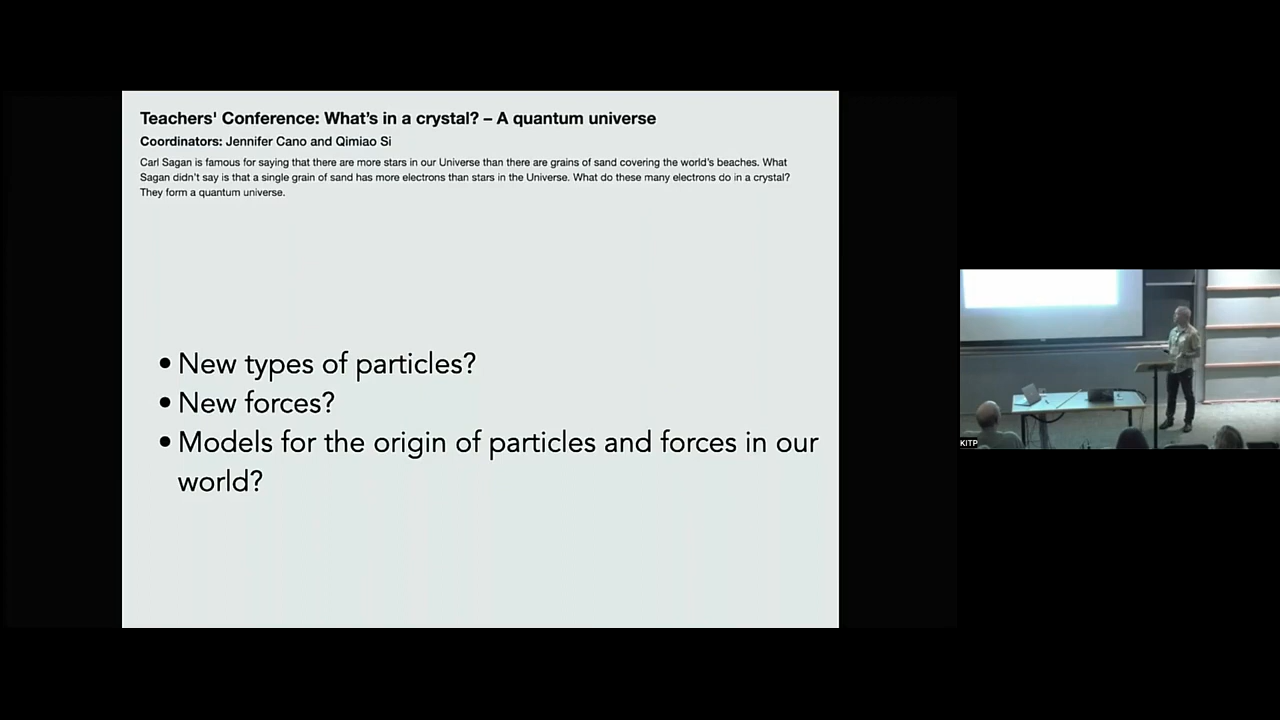 Teachers' Conference: What's in a crystal? – A quantum universe
Coordinators: Jennifer Cano and Qimiao Si
Carl Sagan is famous for saying that there are more stars in our Universe than there are grains of sand covering the world's beaches. What
Sagan didn't say is that a single grain of sand has more electrons than stars in the Universe. What do these many electrons do in a crystal?
They form a quantum universe.
• New types of particles?
• New forces?
• Models for the origin of particles and forces in our
world?
KITP